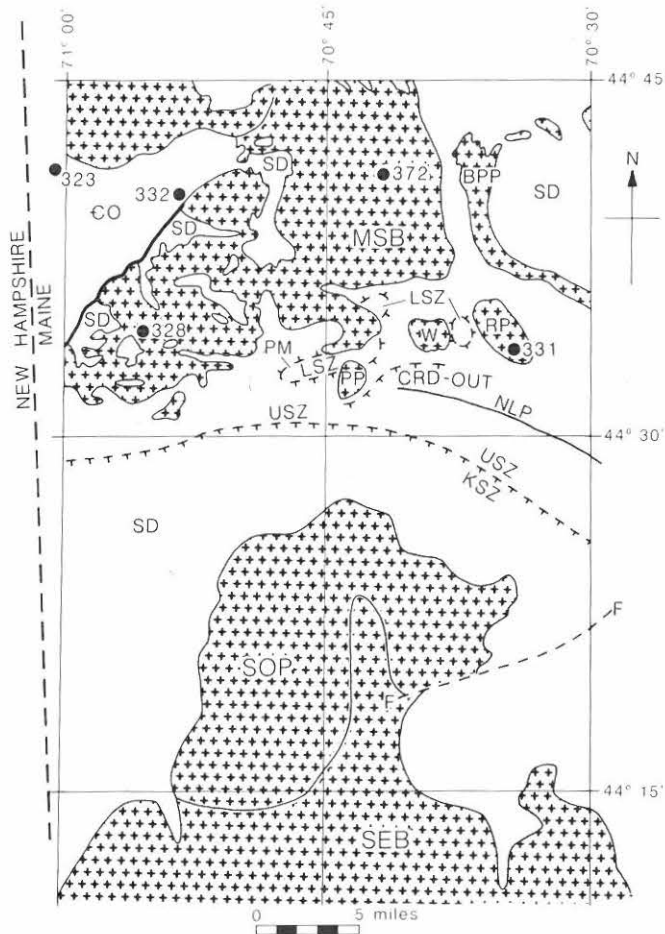 71° 00'
70° 45'
70° 30'
44° 45'
N
SD
BPP
323
332
372
SD
€O
SD
MSB
NEW HAMPSHIRE
MAINE
LSZ
SD
328
W
RP
PM
331
LSZ
PP
CRD-OUT
NLP
USZ
44° 30'
USZ
KSZ
SD
F
SOP
F
44° 15'
SEB
0 5 miles